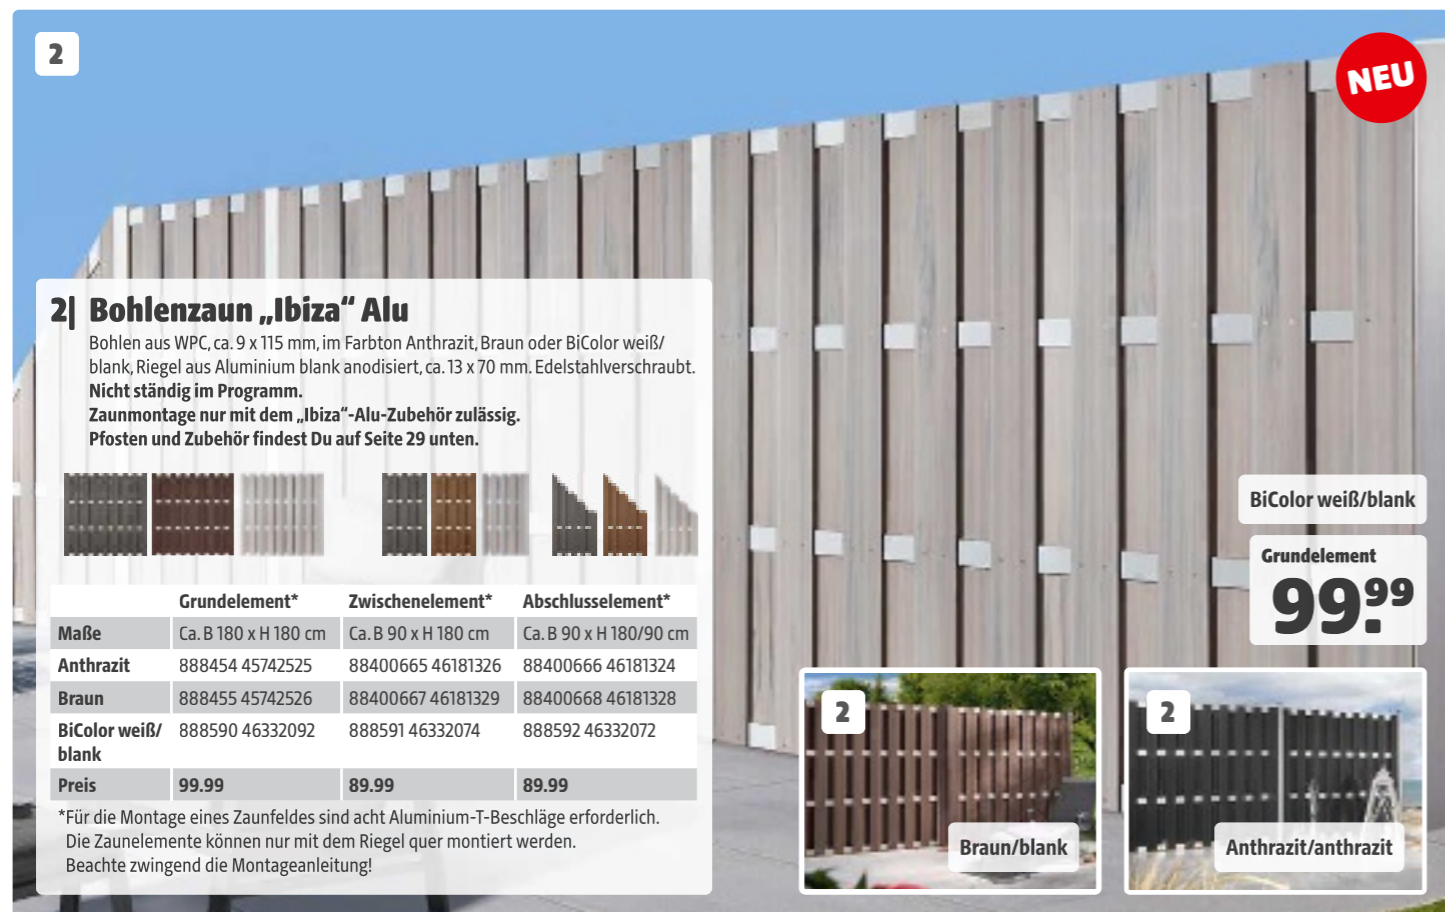 2
NEU
2| Bohlenzaun „Ibiza“ Alu
Bohlen aus WPC, ca. 9 x 115 mm, im Farbton Anthrazit, Braun oder BiColor weiß/
blank, Riegel aus Aluminium blank anodisiert, ca. 13 x 70 mm. Edelstahlverschraubt.
Nicht ständig im Programm.
Zaunmontage nur mit dem „Ibiza“-Alu-Zubehör zulässig.
Pfosten und Zubehör findest Du auf Seite 29 unten.
Grundelement* Zwischenelement* Abschlusselement*
Maße Ca. B 180 x H 180 cm Ca. B 90 x H 180 cm Ca. B 90 x H 180/90 cm
Anthrazit 888454 45742525 88400665 46181326 88400666 46181324
Braun 888455 45742526 88400667 46181329 88400668 46181328
BiColor weiß/ 888590 46332092 888591 46332074 888592 46332072
blank
Preis 99.99 89.99 89.99
*Für die Montage eines Zaunfeldes sind acht Aluminium-T-Beschläge erforderlich.
Die Zaunelemente können nur mit dem Riegel quer montiert werden.
Beachte zwingend die Montageanleitung!
BiColor weiß/blank
Grundelement
99.99
2
Braun/blank
2
Anthrazit/anthrazit